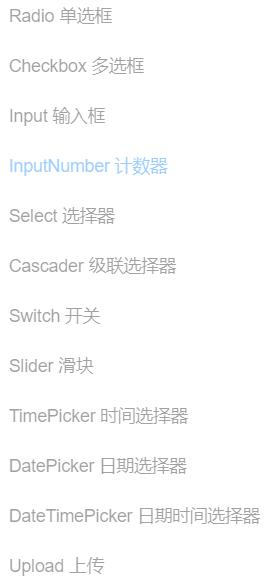 Radio 单选框
Checkbox 多选框
Input 输入框
InputNumber 计数器
Select 选择器
Cascader 级联选择器
Switch 开关
Slider 滑块
TimePicker 时间选择器
DatePicker 日期选择器
DateTimePicker 日期时间选择器
Upload 上传